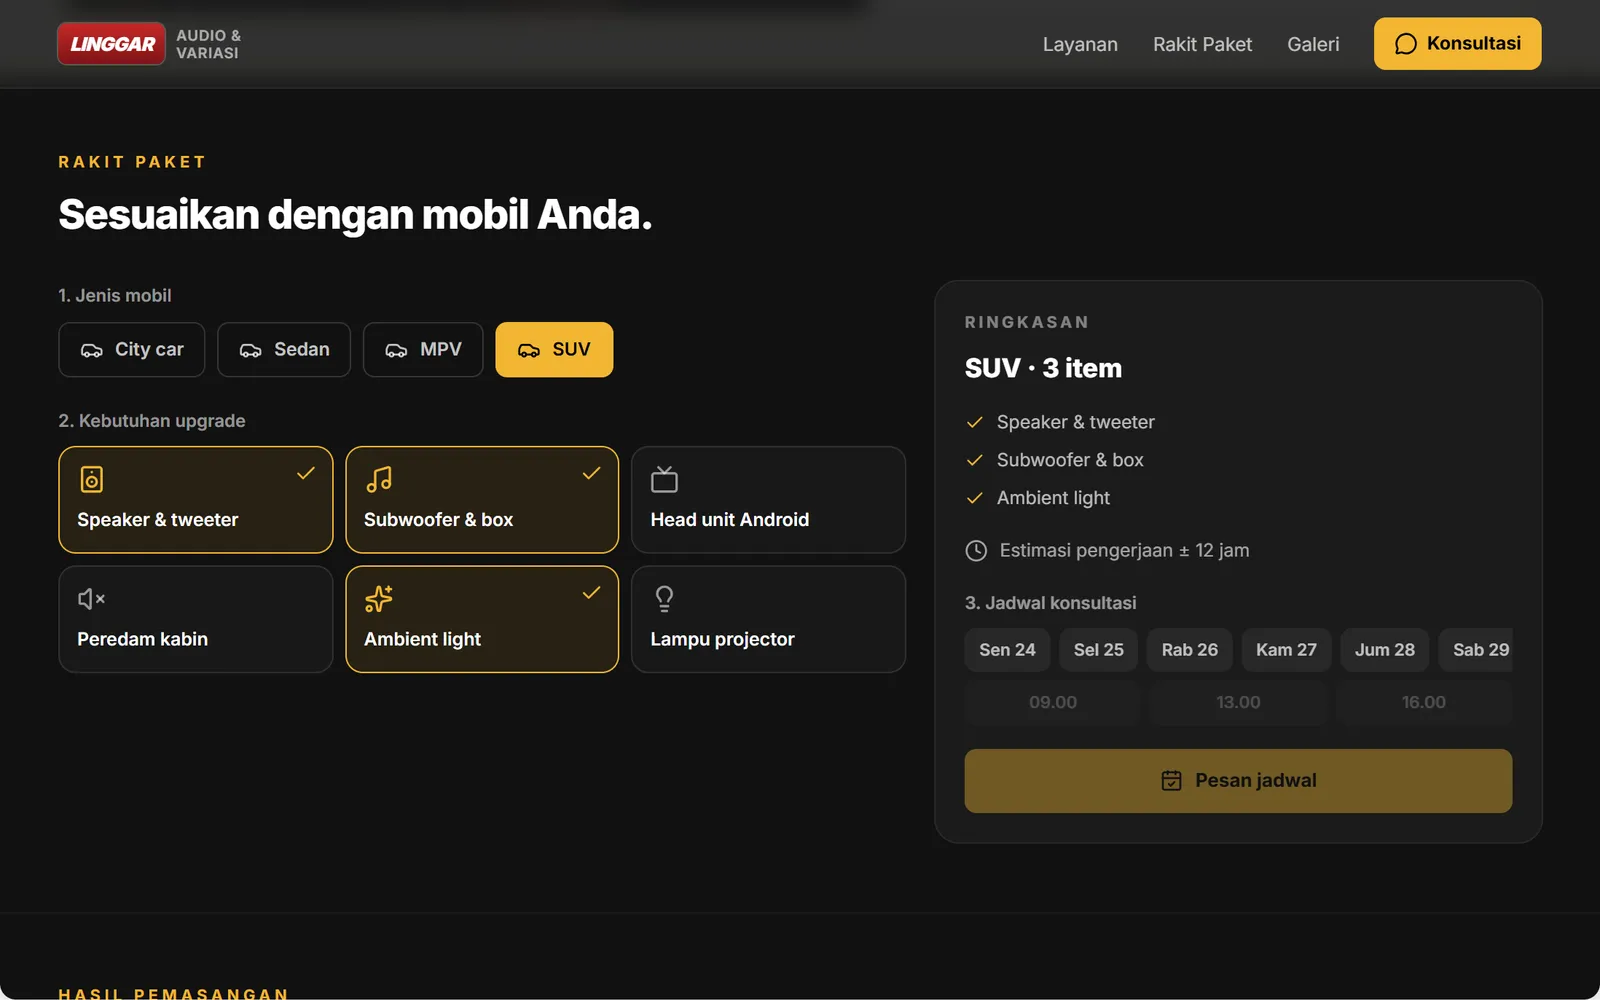 LINGGAR
AUDIO &
VARIASI
Layanan
Rakit Paket
Galeri
Konsultasi
RAKIT PAKET
Sesuaikan dengan mobil Anda.
1. Jenis mobil
City car
Sedan
MPV
SUV
2. Kebutuhan upgrade
Speaker & tweeter
Subwoofer & box
Head unit Android
Peredam kabin
Ambient light
Lampu projector
RINGKASAN
SUV · 3 item
Speaker & tweeter
Subwoofer & box
Ambient light
Estimasi pengerjaan ± 12 jam
3. Jadwal konsultasi
Sen 24
Sel 25
Rab 26
Kam 27
Jum 28
Sab 29
09.00
13.00
16.00
Pesan jadwal
HASIL PEMASANGAN